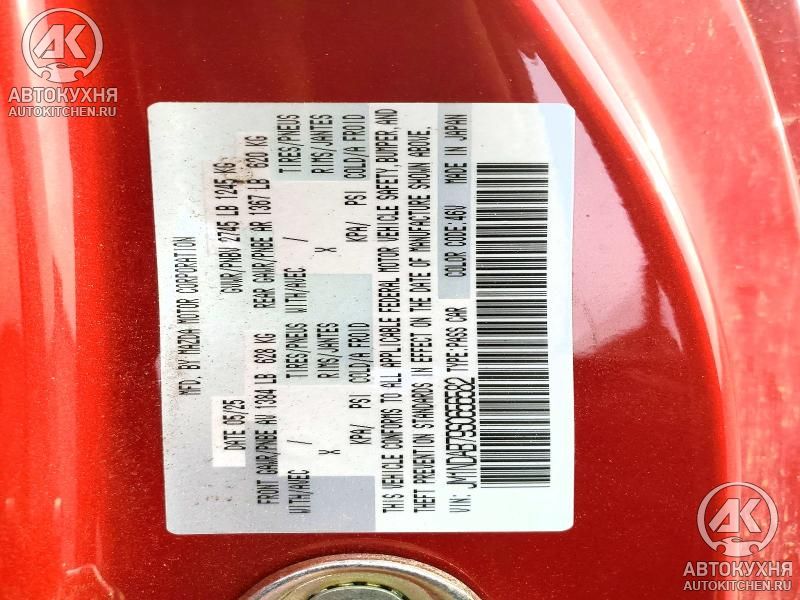 АВТОКУХНЯ
AUTOKITCHEN.RU
MFD. BY MAZDA MOTOR CORPORATION
DATE 05/25 GVWR/PNBV 2745 LB 1245 KG
FRONT GAWR/PNBE AV 1384 LB 628 KG REAR GAWR/PNBE AR 1367 LB 620 KG
WITH/AVEC / TIRES/PNEUS WITH/AVEC / TIRES/PNEUS
X RIMS/JANTES X RIMS/JANTES
KPA/ PSI COLD/A FROID KPA/ PSI COLD/A FROID
THIS VEHICLE CONFORMS TO ALL APPLICABLE FEDERAL MOTOR VEHICLE SAFETY, BUMPER, AND
THEFT PREVENTION STANDARDS IN EFFECT ON THE DATE OF MANUFACTURE SHOWN ABOVE.
VIN: TYPE:PASS CAR COLOR CODE:46V MADE IN JAPAN
АВТОКУХНЯ
AUTOKITCHEN.RU